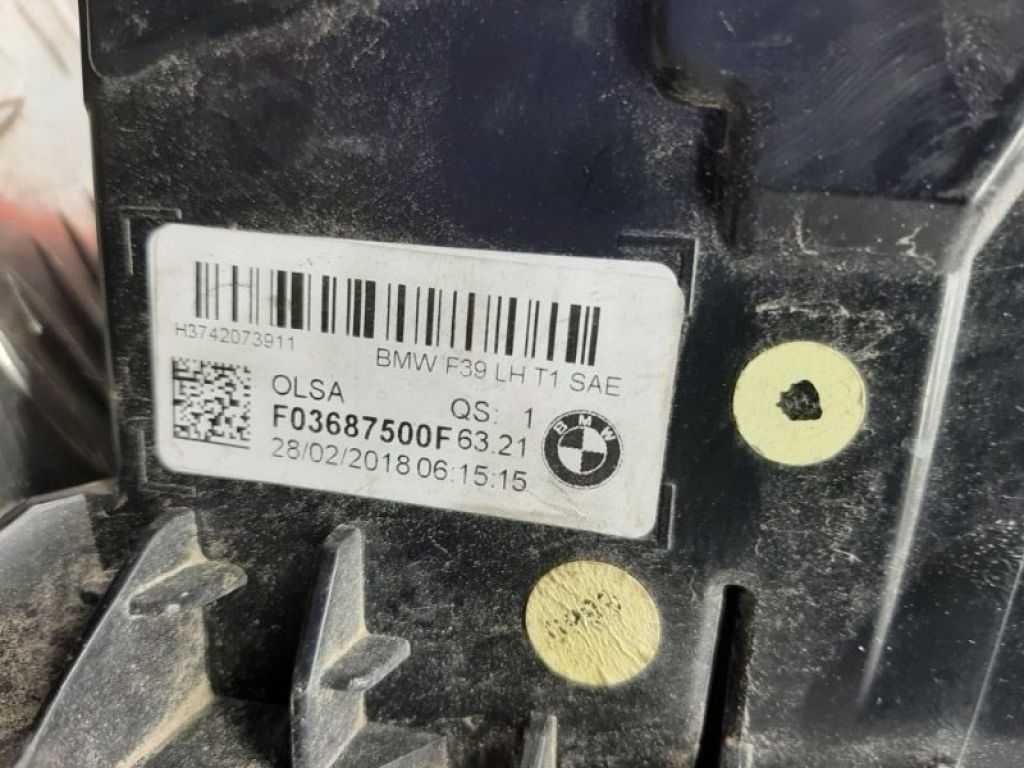 H3742073911
BMW F39 LH T1 SAE
OLSA QS: 1
F03687500F 63.21
28/02/2018 06:15:15
BMW